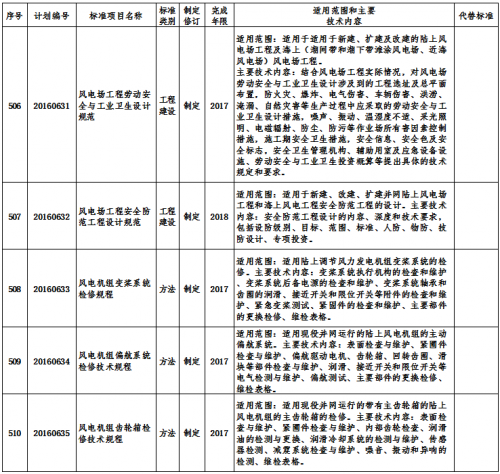 序号 计划编号 标准项目名称 标准类别 制定修订 完成年限 适用范围和主要技术内容 代替标准
506 20160631 风电场工程劳动安全与工业卫生设计规范 工程建设 制定 2017
适用范围：适用于适用于新建、扩建及改建的陆上风
电场工程及海上（潮间带和潮下带滩涂风电场、近海
风电场）风电场工程。
主要技术内容：结合风电场工程实际情况，对风电场
劳动安全与工业卫生设计涉及到的工程选址及总平面
布置，防火灾、爆炸、电气伤害、车辆伤害、洪涝、
淹溺、自然灾害等生产过程中应采取的劳动安全与工
业卫生设计措施，噪声、振动、温湿度不适、采光照
明、电磁辐射、防尘、防污等作业场所有害因素控制
措施，施工期安全卫生措施，安全信息、安全色及安
全标志，安全卫生管理机构、辅助用室及应急设备设
施、劳动安全与工业卫生投资概算等提出具体的技术
规定和要求。
507 20160632 风电场工程安全防范工程设计规范 工程建设 制定 2018
适用范围：适用于新建、改建、扩建并网陆上风电场
工程和海上风电工程安全防范工程的设计。主要技术内
容：安全防范工程设计的内容、深度和技术要求，
包括设防级别、目标、范围、标准、人防、物防、技
防设计、专项投资。
508 20160633 风电机组变桨系统检修规程 方法 制定 2017
适用范围：适用陆上调节风力发电机组变桨系统的检
修。主要技术内容：变桨系统执行机构的检查和维护
、变桨系统后备电源的检查和维护、变桨系统轴承和
齿圈的润滑、接近开关和限位开关等附件的检查和维
护、紧急变桨测试、紧固件的检查和维护、主要部件
的更换检修、维检表格。
509 20160634 风电机组偏航系统检修技术规程 方法 制定 2017
适用范围：适用现役并网运行的陆上风电机组的主动
偏航系统。主要技术内容：表面检查与维护、紧固件
检查与维护、偏航驱动电机、齿轮箱、回转齿圈、滑
块等部件检查与维护、润滑、接近开关和限位开关等
电气检测与维护、偏航测试、主要部件的更换检修、
维检表格。
510 20160635 风电机组齿轮箱检修技术规程 方法 制定 2017
适用范围：适用现役并网运行的带有主齿轮箱的陆上
风电机组的主齿轮箱的检修。主要技术内容：表面检
查与维护、紧固件检查与维护、内部齿轮检查、润滑
油的检测与更换、润滑冷却系统的检测与维护、传感
器检测、减震系统检查与维护、噪音、振动和异响的
检测、维检表格。